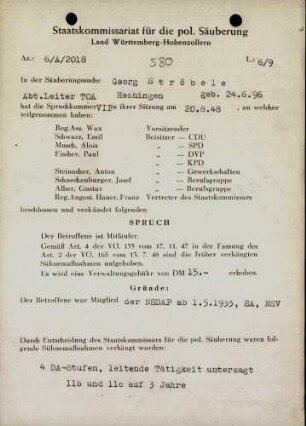 Staatskommissariat für die pol. Säuberung
Land Württemberg-Hohenzollern
Az.: 6/A/2018 580 L: 6/9
In der Säuberungssache Georg Ströbele
Abt.Leiter TOA Hechingen geb. 24.6.96
hat die Spruchkammer VII in ihrer Sitzung am 20.8.48 , an welcher
teilgenommen haben:
Reg.Ass. Wax Vorsitzender
Schwarz, Emil Beisitzer — CDU
Musch, Alois „ — SPD
Fischer, Paul „ — DVP
„ — KPD
Steinacher, Anton „ — Gewerkschaften
Schneckenburger, Josef „ — Berufsgruppe
Alber, Gustav „ — Berufsgruppe
Reg.Angest. Hauer, Franz Vertreter des Staatskommissars
beschlossen und verkündet folgenden
SPRUCH
Der Betroffene ist Mitläufer.
Gemäß Art. 4 der VO. 133 vom 17. 11. 47 in der Fassung des
Art. 2 der VO. 165 vom 13. 7. 48 sind die früher verhängten
Sühnemaßnahmen aufgehoben.
Es wird eine Verwaltungsgebühr von DM 15.- erhoben.
Gründe:
Der Betroffene war Mitglied der NSDAP ab 1.5.1933, SA, NSV
Durch Entscheidung des Staatskommissars für die pol. Säuberung waren fol-
gende Sühnemaßnahmen verhängt worden:
4 DA-Stufen, leitende Tätigkeit untersagt
11b und 11c auf 3 Jahre